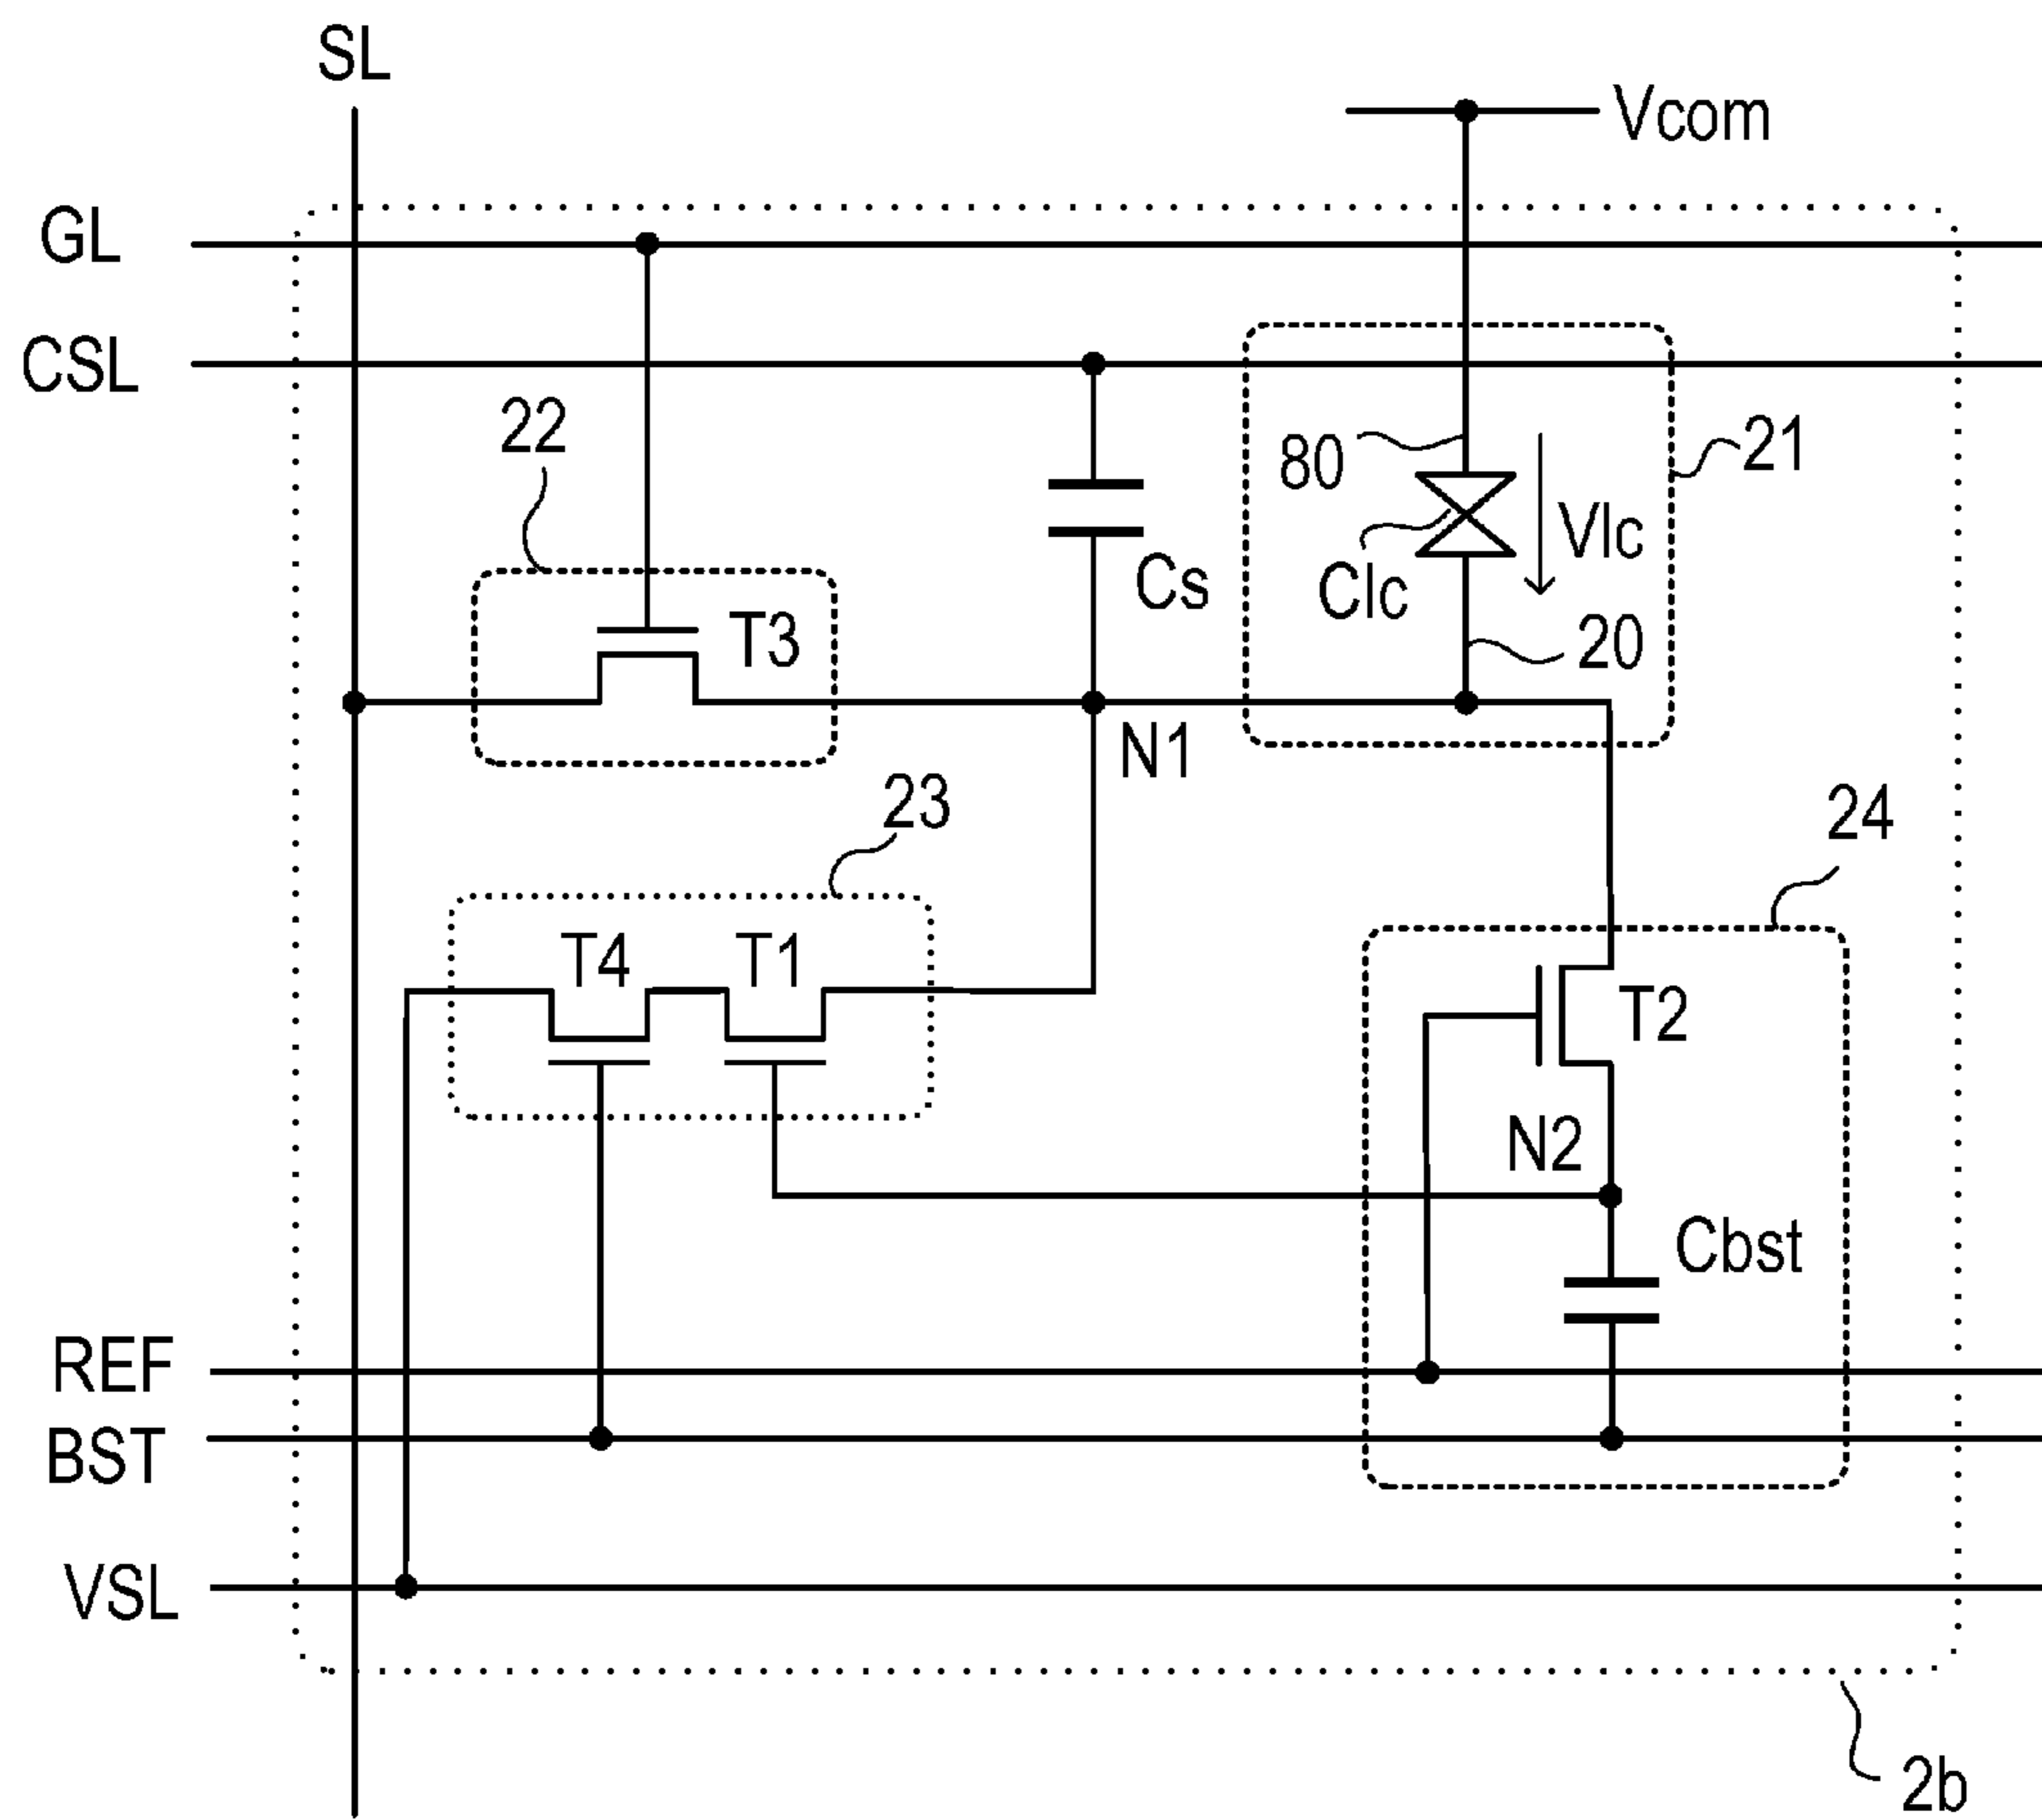 SL
Vcom
GL
CSL
22
80
21
Vlc
Clc
Cs
T3
20
N1
23
24
T4
T1
T2
N2
Cbst
REF
BST
VSL
2b